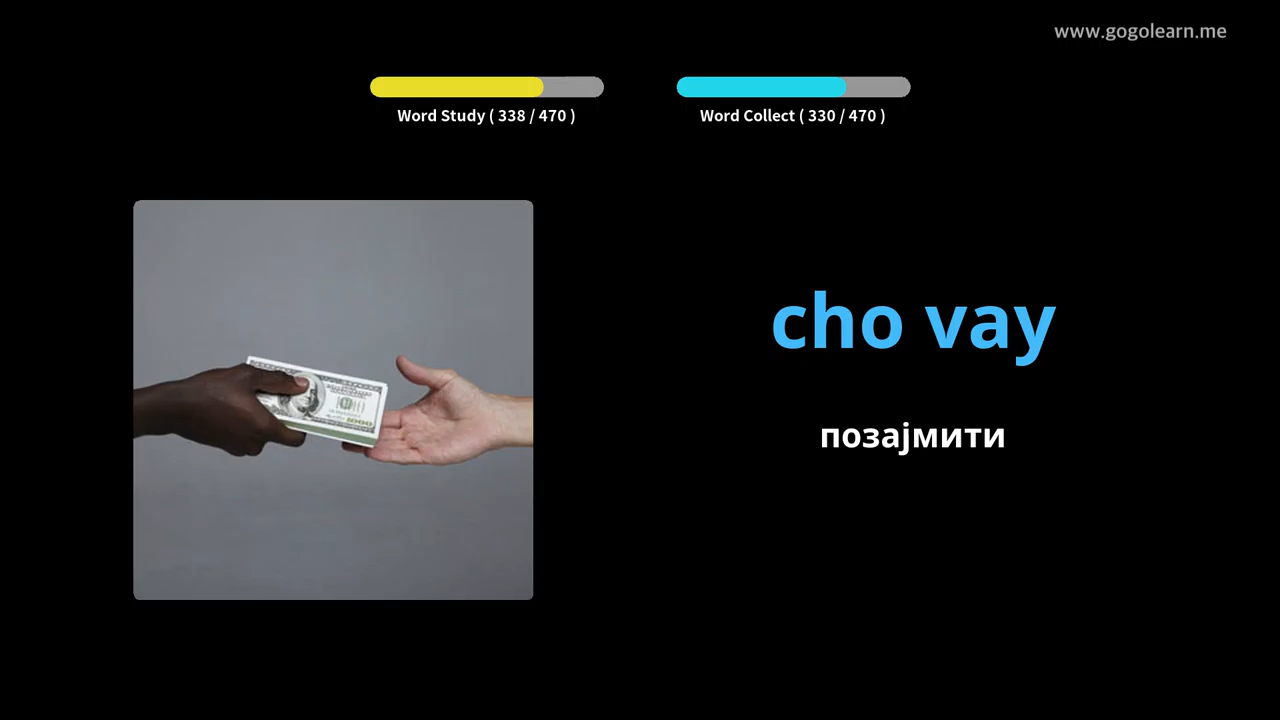 www.gogolearn.me
Word Study ( 338 / 470 )
Word Collect ( 330 / 470 )
cho vay
позајмити